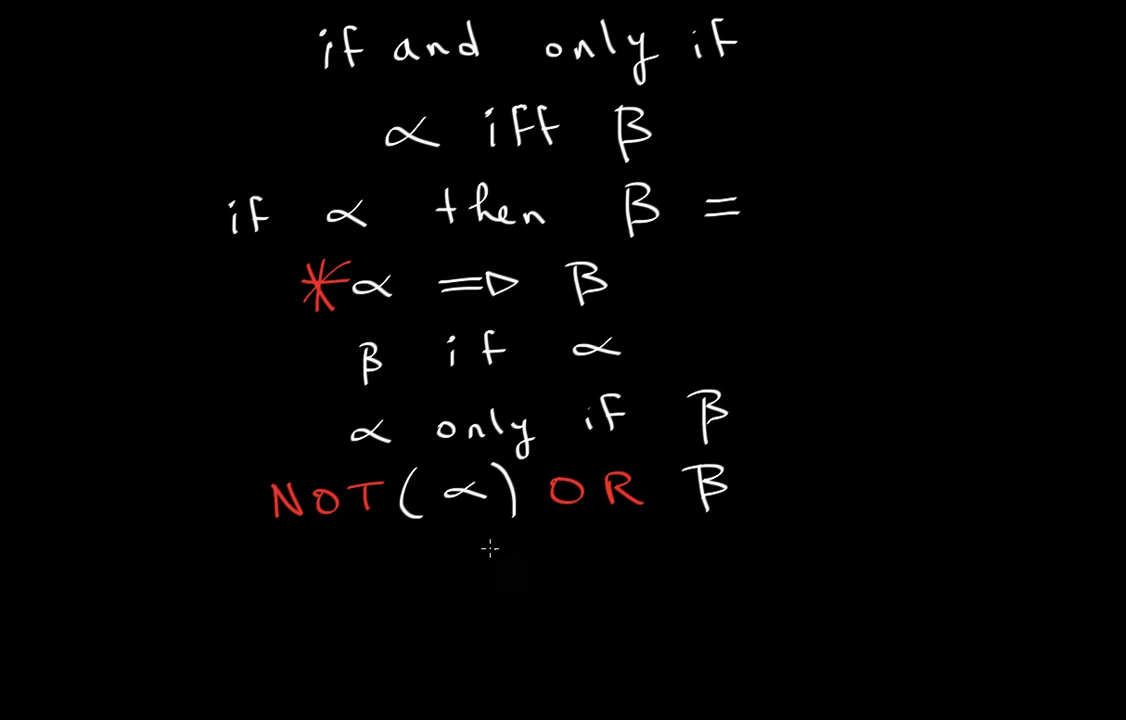 if and only if
α iff β
if α then β =
*α ⇒ β
β if α
α only if β
NOT(α) OR β